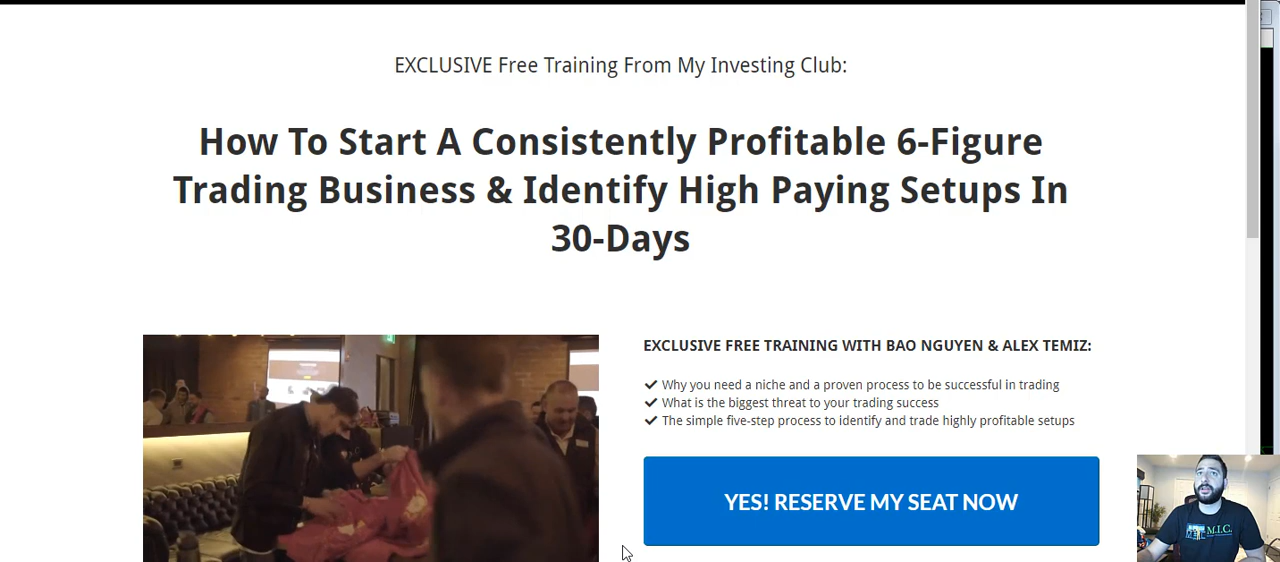 EXCLUSIVE Free Training From My Investing Club:
How To Start A Consistently Profitable 6-Figure
Trading Business & Identify High Paying Setups In
30-Days
EXCLUSIVE FREE TRAINING WITH BAO NGUYEN & ALEX TEMIZ:
Why you need a niche and a proven process to be successful in trading
What is the biggest threat to your trading success
The simple five-step process to identify and trade highly profitable setups
YES! RESERVE MY SEAT NOW
M.I.C.